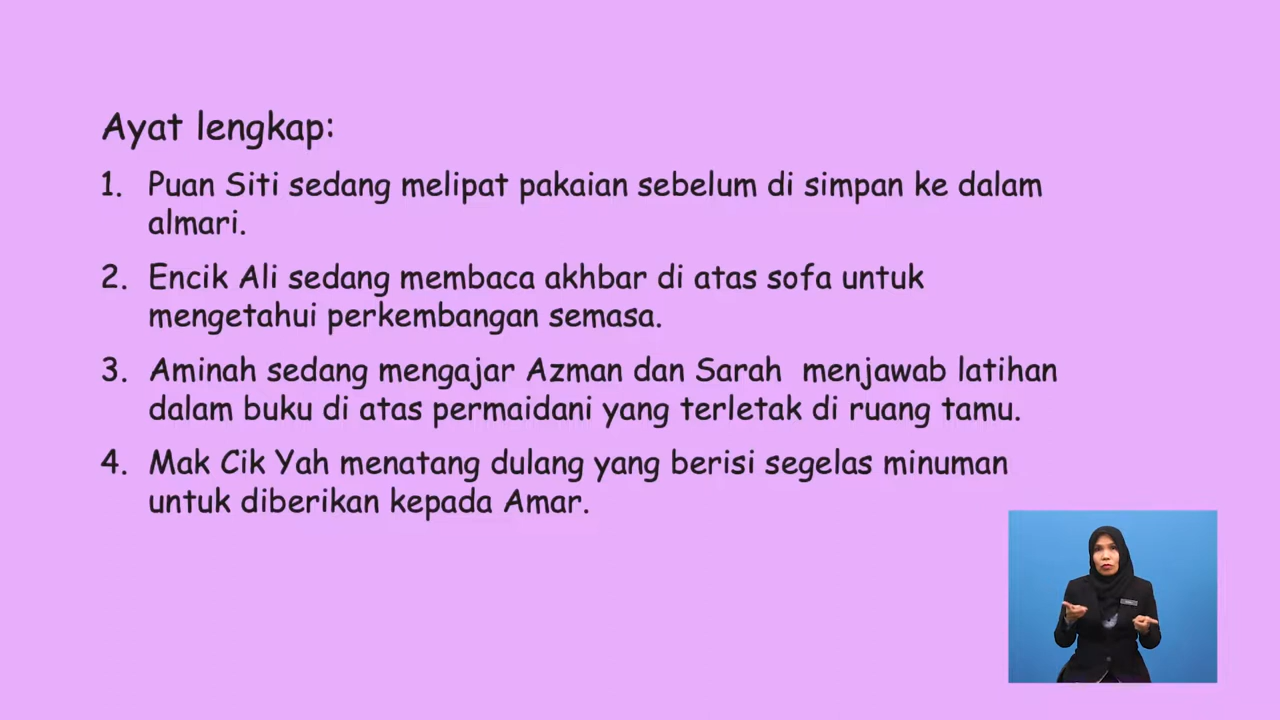 Ayat lengkap:
1. Puan Siti sedang melipat pakaian sebelum di simpan ke dalam
almari.
2. Encik Ali sedang membaca akhbar di atas sofa untuk
mengetahui perkembangan semasa.
3. Aminah sedang mengajar Azman dan Sarah menjawab latihan
dalam buku di atas permaidani yang terletak di ruang tamu.
4. Mak Cik Yah menatang dulang yang berisi segelas minuman
untuk diberikan kepada Amar.